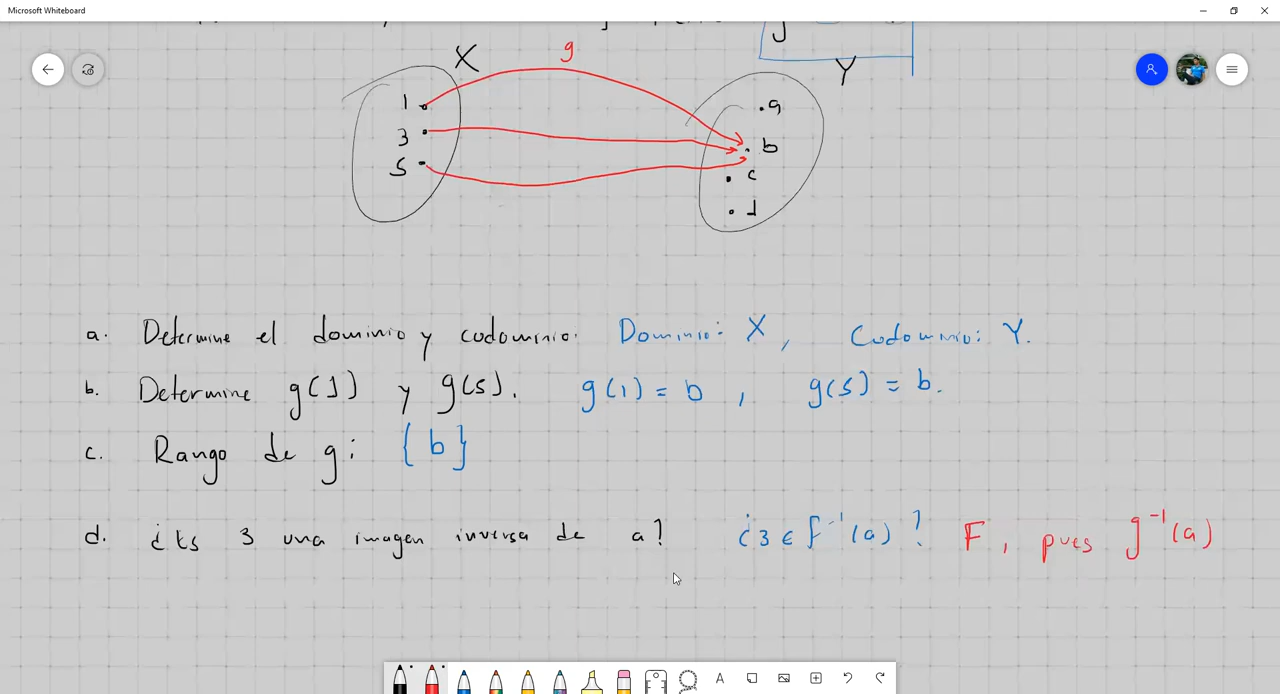 Microsoft Whiteboard
X g Y
1 a
3 b
5 c
d
a. Determine el dominio y codominio. Dominio: X, Codominio: Y.
b. Determine g(1) y g(5). g(1) = b, g(5) = b.
c. Rango de g: {b}
d. ¿Es 3 una imagen inversa de a? ¿3 ∈ f⁻¹(a)? F, pues g⁻¹(a)